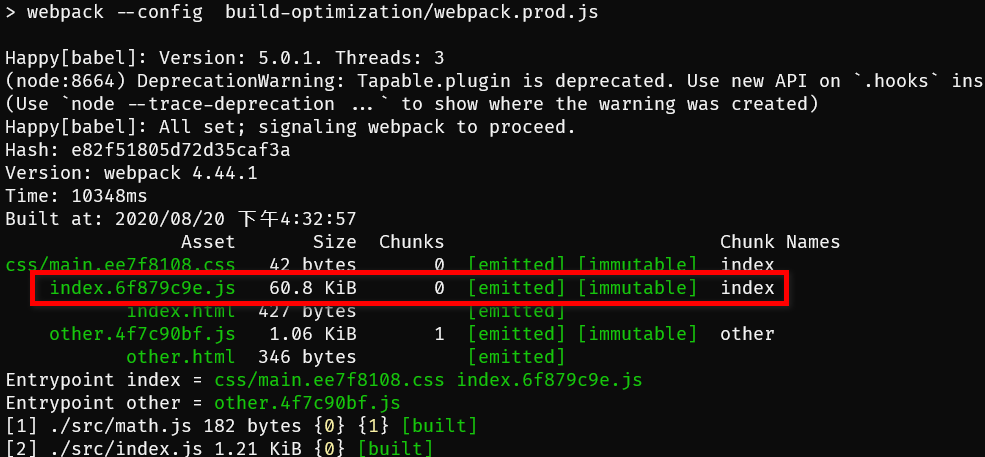 > webpack --config  build-optimization/webpack.prod.js
Happy[babel]: Version: 5.0.1. Threads: 3
(node:8664) DeprecationWarning: Tapable.plugin is deprecated. Use new API on `.hooks` ins
(Use `node --trace-deprecation ...` to show where the warning was created)
Happy[babel]: All set; signaling webpack to proceed.
Hash: e82f51805d72d35caf3a
Version: webpack 4.44.1
Time: 10348ms
Built at: 2020/08/20 下午4:32:57
Asset Size Chunks Chunk Names
css/main.ee7f8108.css 42 bytes 0 [emitted] [immutable] index
index.6f879c9e.js 60.8 KiB 0 [emitted] [immutable] index
index.html 427 bytes [emitted]
other.4f7c90bf.js 1.06 KiB 1 [emitted] [immutable] other
other.html 346 bytes [emitted]
Entrypoint index = css/main.ee7f8108.css index.6f879c9e.js
Entrypoint other = other.4f7c90bf.js
[1] ./src/math.js 182 bytes {0} {1} [built]
[2] ./src/index.js 1.21 KiB {0} [built]